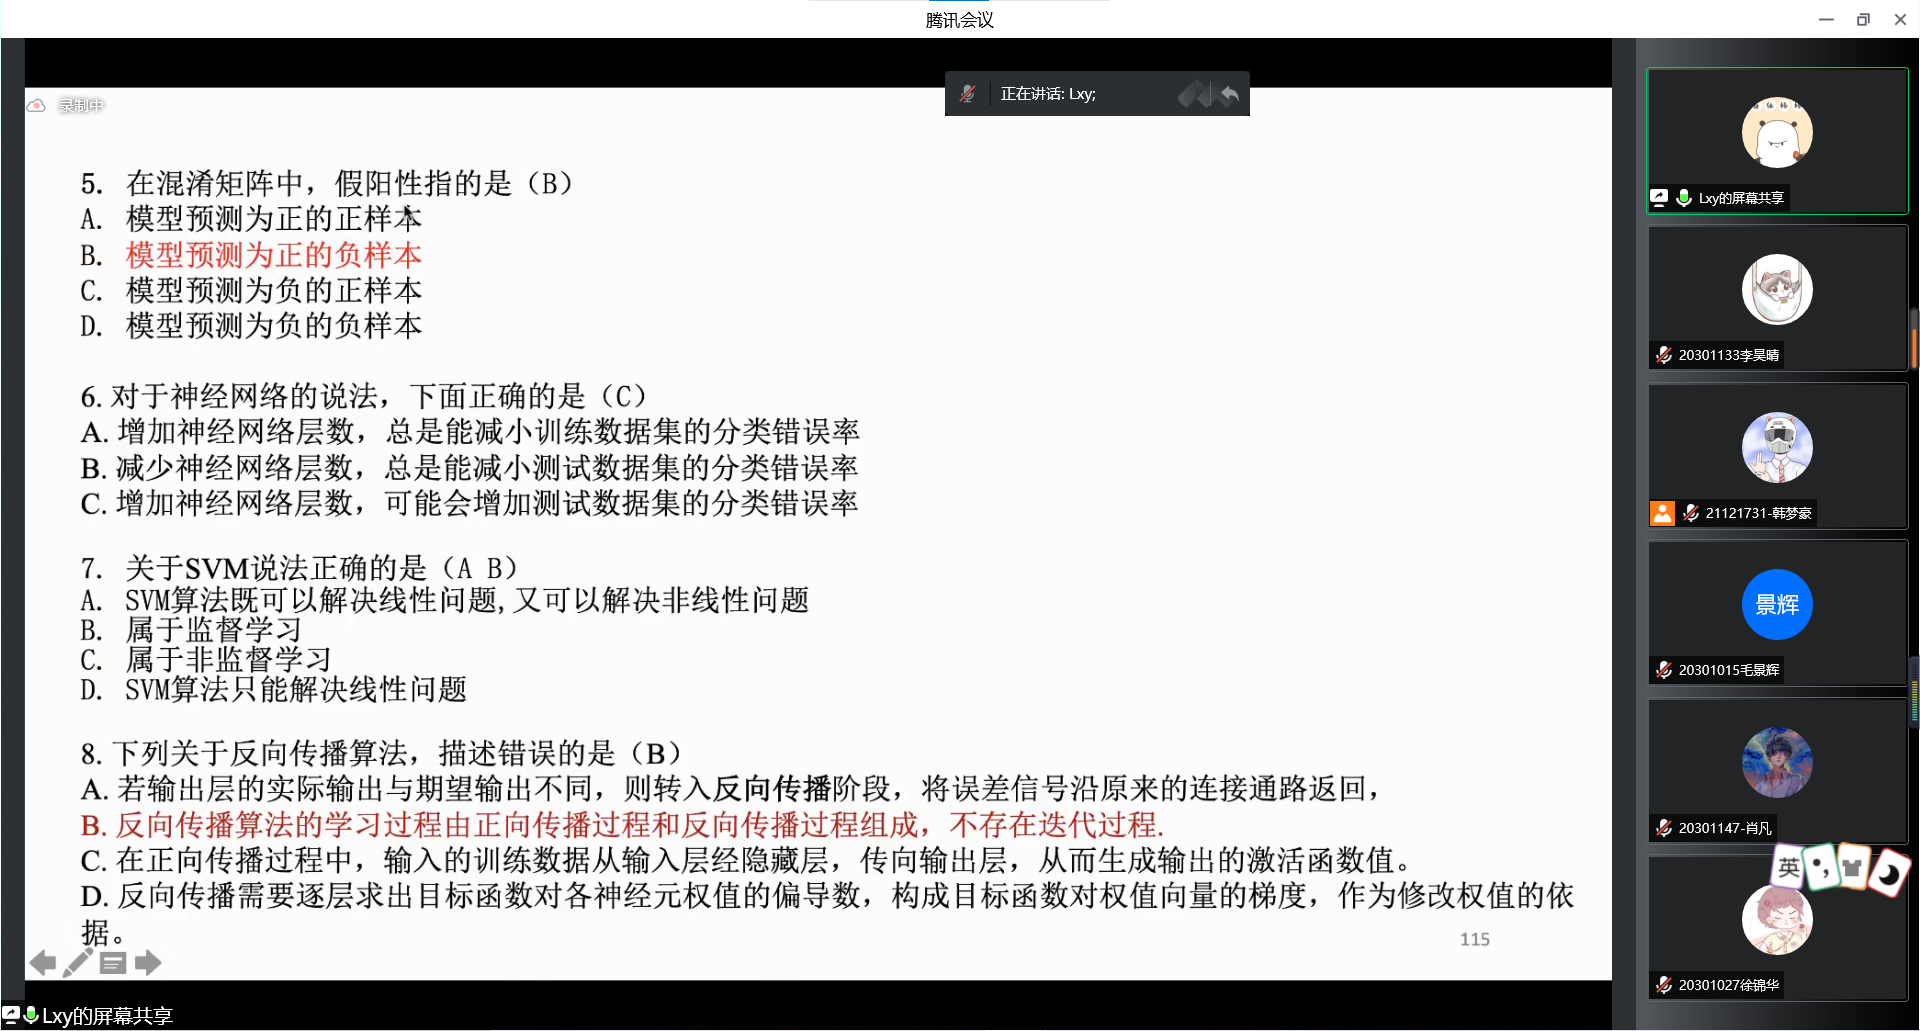 腾讯会议
录制中
正在讲话: Lxy;
5. 在混淆矩阵中，假阳性指的是（B）
A. 模型预测为正的正样本
B. 模型预测为正的负样本
C. 模型预测为负的正样本
D. 模型预测为负的负样本
6. 对于神经网络的说法，下面正确的是（C）
A. 增加神经网络层数，总是能减小训练数据集的分类错误率
B. 减少神经网络层数，总是能减小测试数据集的分类错误率
C. 增加神经网络层数，可能会增加测试数据集的分类错误率
7. 关于SVM说法正确的是（A B）
A. SVM算法既可以解决线性问题,又可以解决非线性问题
B. 属于监督学习
C. 属于非监督学习
D. SVM算法只能解决线性问题
8. 下列关于反向传播算法，描述错误的是（B）
A. 若输出层的实际输出与期望输出不同，则转入反向传播阶段，将误差信号沿原来的连接通路返回，
B. 反向传播算法的学习过程由正向传播过程和反向传播过程组成，不存在迭代过程.
C. 在正向传播过程中，输入的训练数据从输入层经隐藏层，传向输出层，从而生成输出的激活函数值。
D. 反向传播需要逐层求出目标函数对各神经元权值的偏导数，构成目标函数对权值向量的梯度，作为修改权值的依
据。
115
Lxy的屏幕共享
Lxy的屏幕共享
20301133李昊晴
21121731-韩梦豪
景辉
20301015毛景辉
20301147-肖凡
英
20301027徐锦华